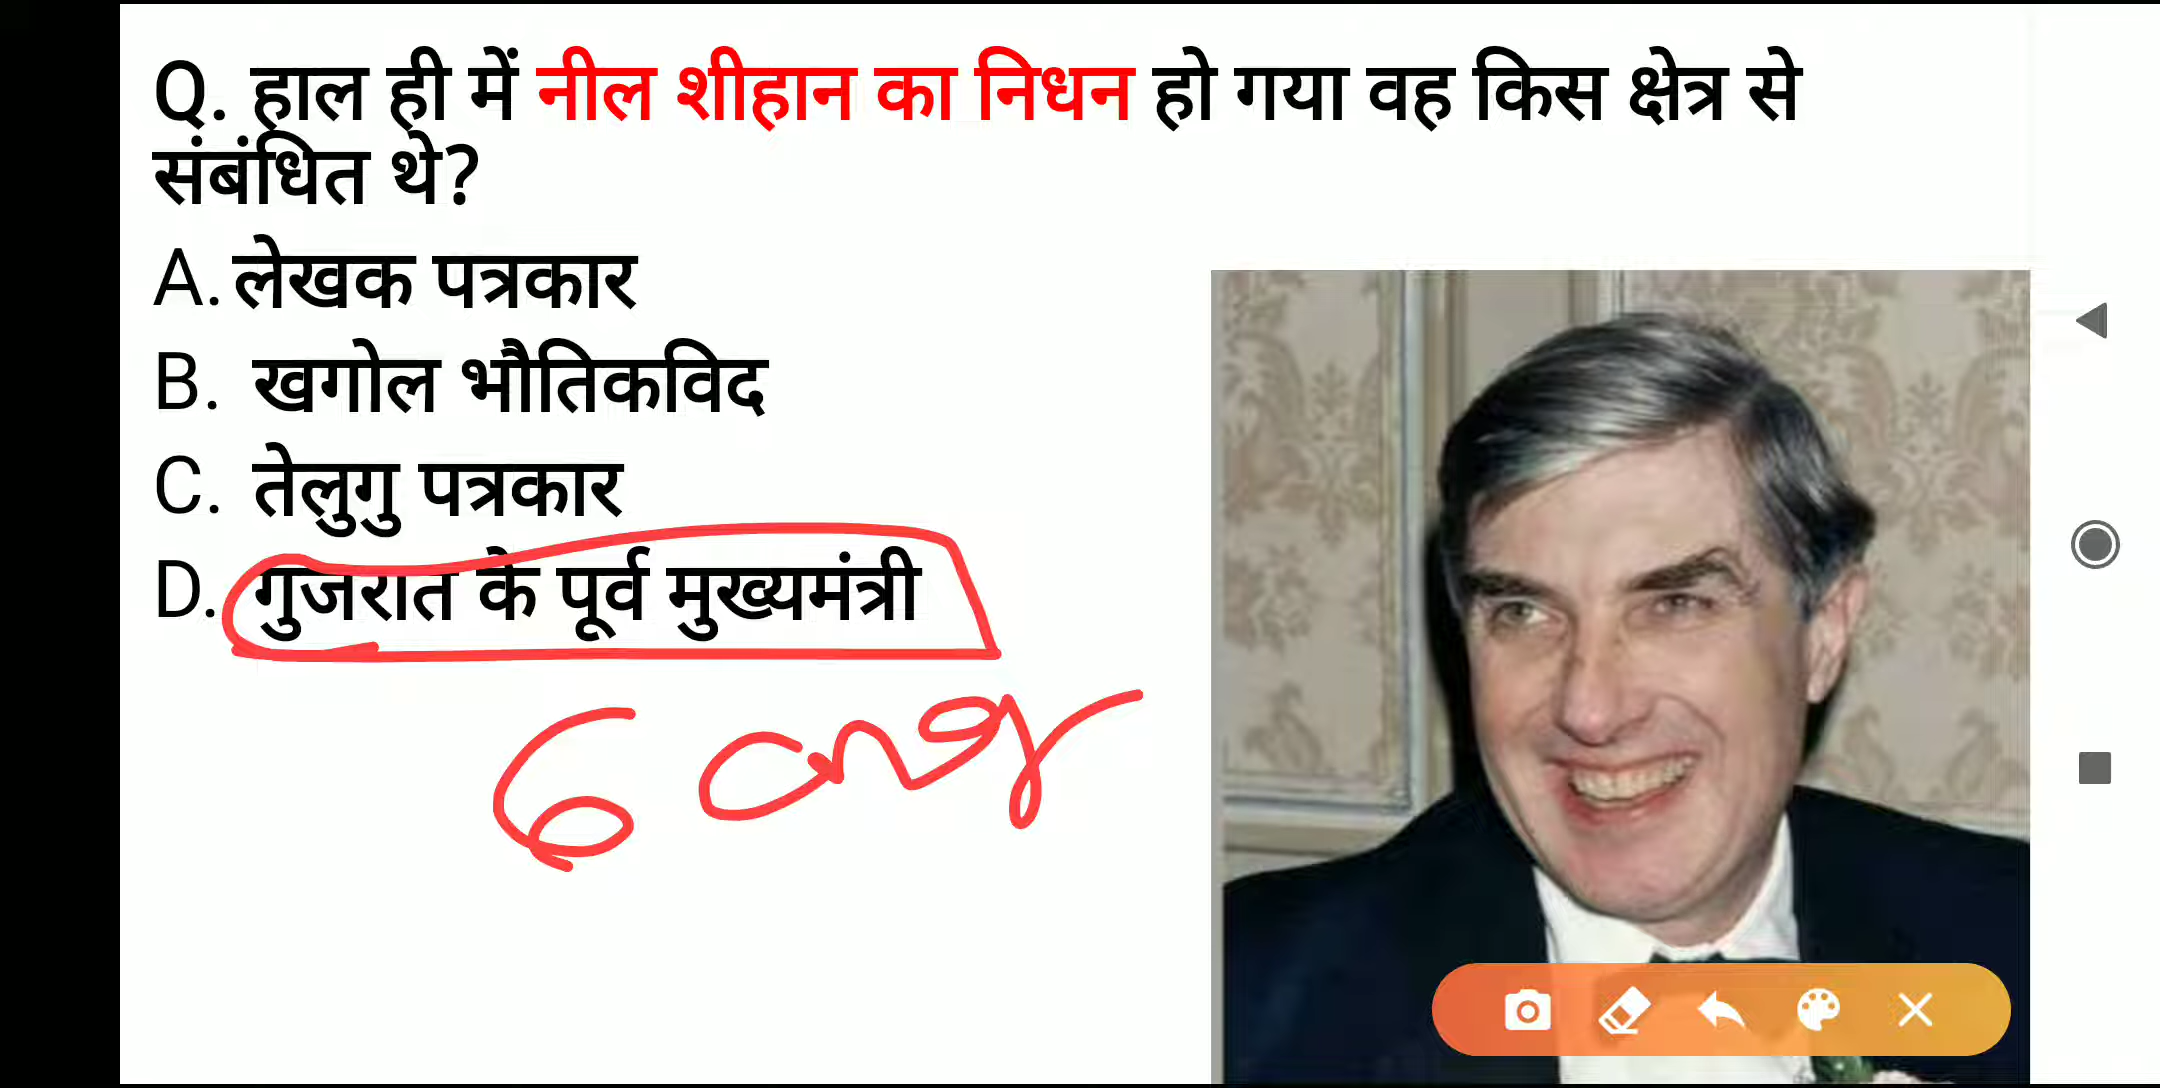 Q. हाल ही में नील शीहान का निधन हो गया वह किस क्षेत्र से
संबंधित थे?
A. लेखक पत्रकार
B. खगोल भौतिकविद
C. तेलुगु पत्रकार
D. गुजरात के पूर्व मुख्यमंत्री